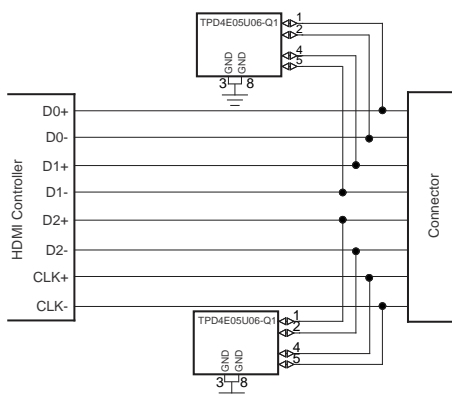 TPD4E05U06-Q1
1
2
4
5
GND
GND
3
8
HDMI Controller
D0+
D0-
D1+
D1-
D2+
D2-
CLK+
CLK-
Connector
TPD4E05U06-Q1
1
2
4
5
GND
GND
3
8